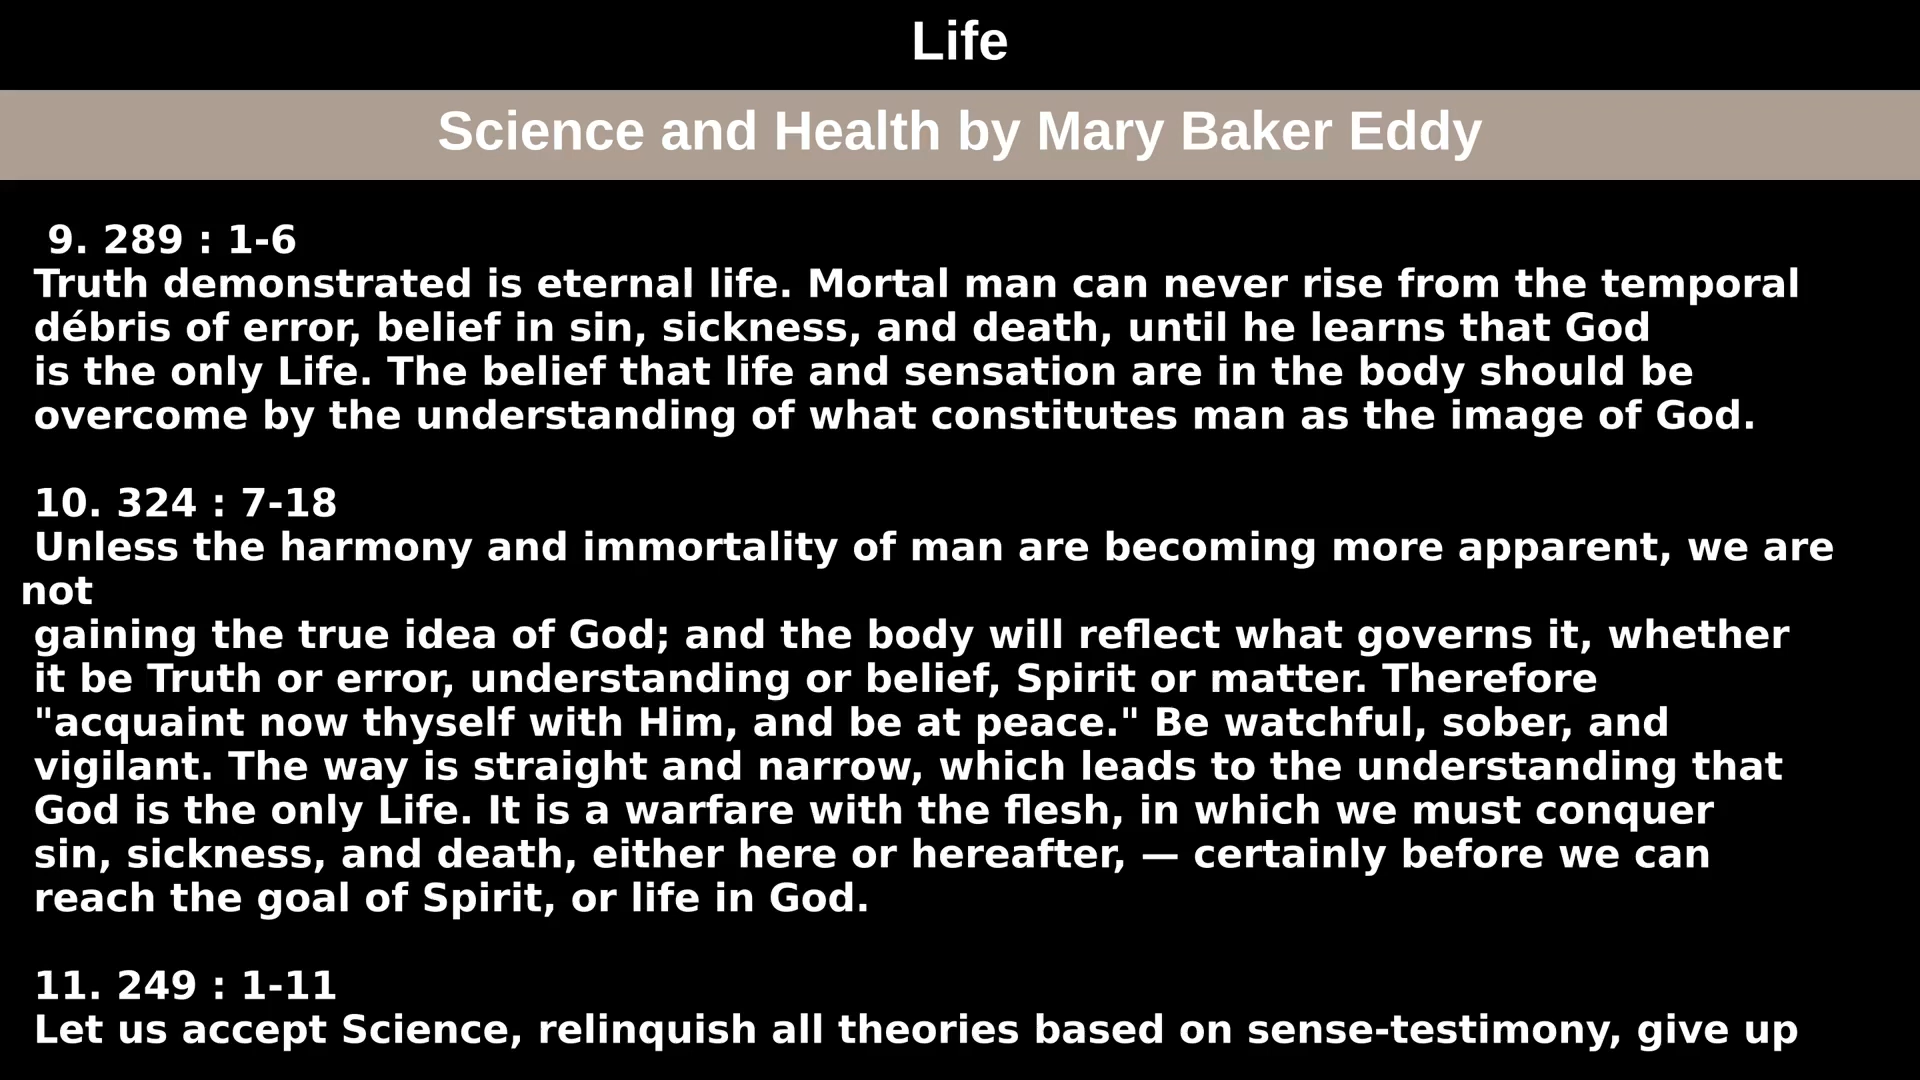 Life
Science and Health by Mary Baker Eddy
9. 289 : 1-6
Truth demonstrated is eternal life. Mortal man can never rise from the temporal
débris of error, belief in sin, sickness, and death, until he learns that God
is the only Life. The belief that life and sensation are in the body should be
overcome by the understanding of what constitutes man as the image of God.
10. 324 : 7-18
Unless the harmony and immortality of man are becoming more apparent, we are
not
gaining the true idea of God; and the body will reflect what governs it, whether
it be Truth or error, understanding or belief, Spirit or matter. Therefore
"acquaint now thyself with Him, and be at peace." Be watchful, sober, and
vigilant. The way is straight and narrow, which leads to the understanding that
God is the only Life. It is a warfare with the flesh, in which we must conquer
sin, sickness, and death, either here or hereafter, — certainly before we can
reach the goal of Spirit, or life in God.
11. 249 : 1-11
Let us accept Science, relinquish all theories based on sense-testimony, give up